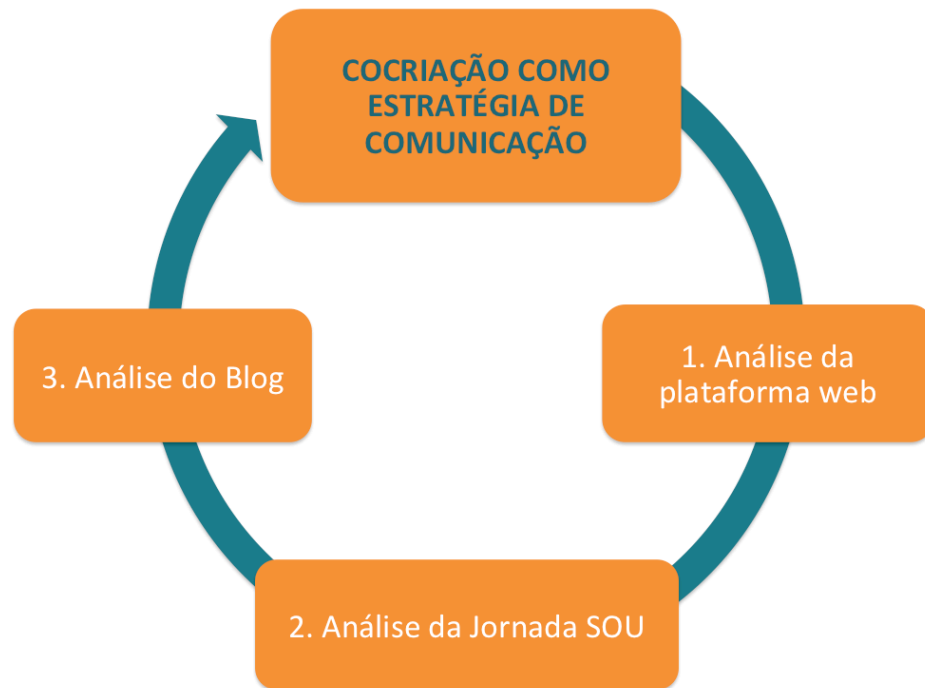 COCRIAÇÃO COMO
ESTRATÉGIA DE
COMUNICAÇÃO
1. Análise da
plataforma web
2. Análise da Jornada SOU
3. Análise do Blog